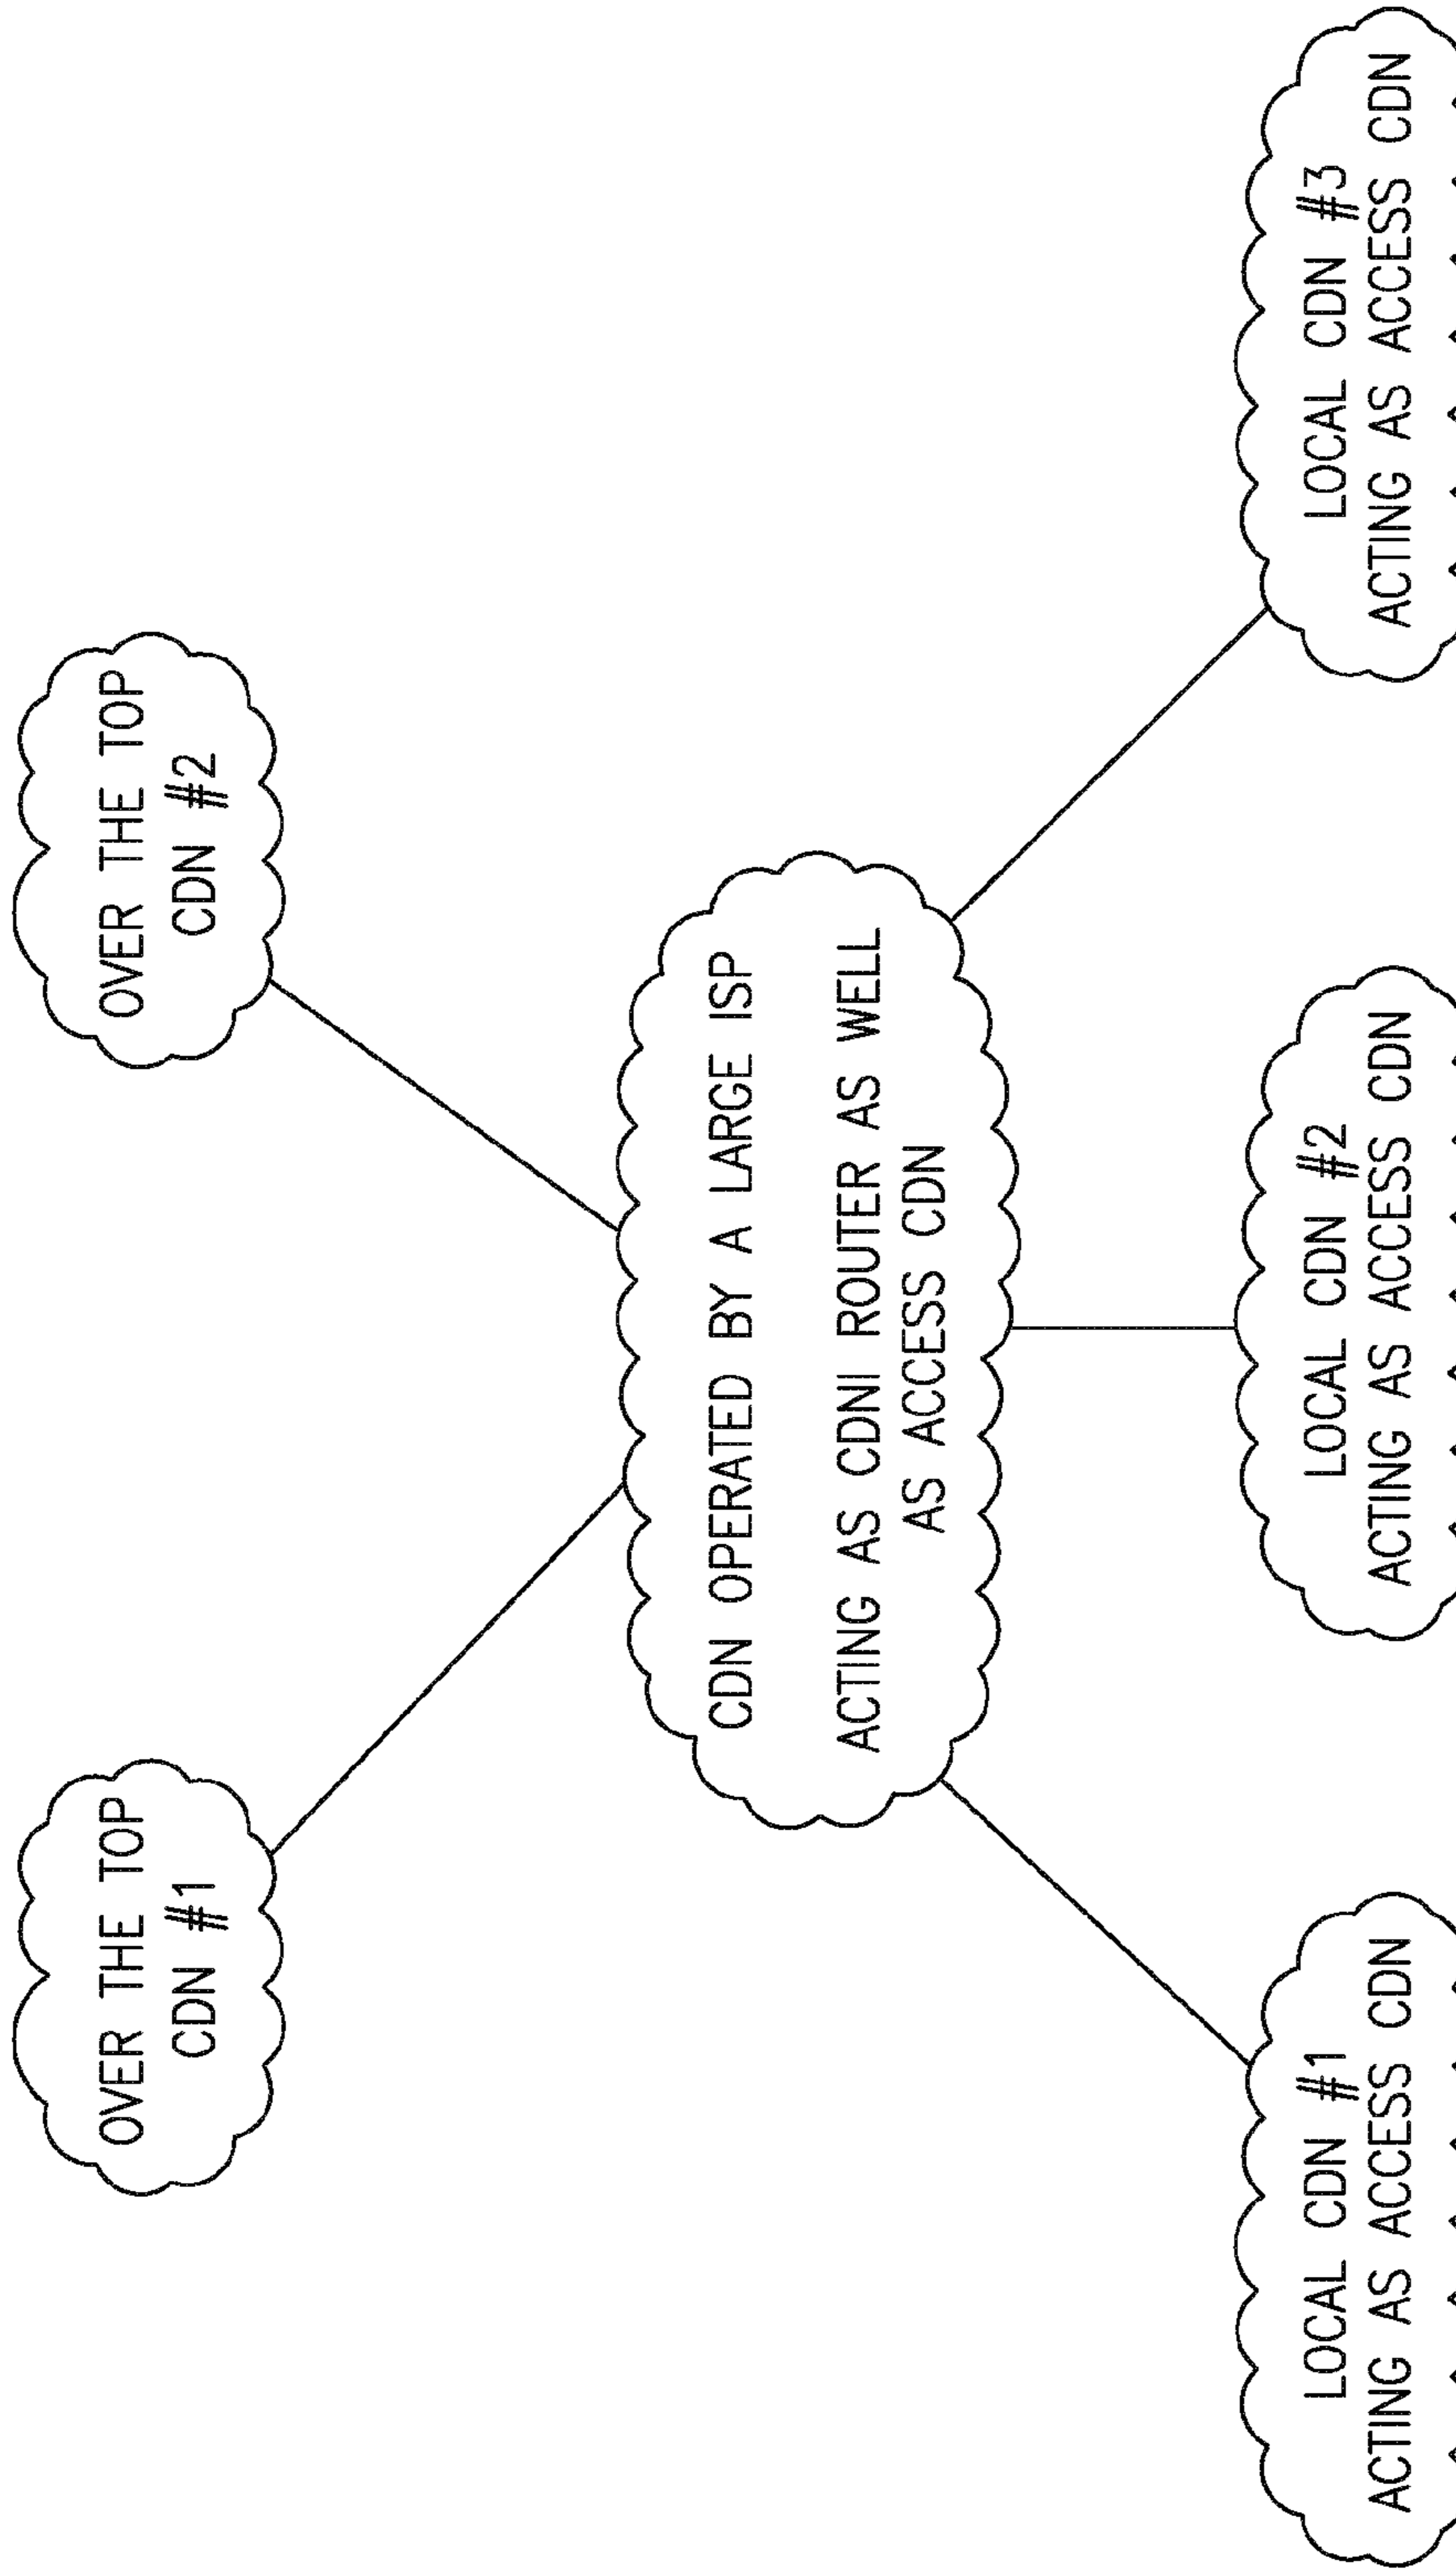 OVER THE TOP
CDN #1
OVER THE TOP
CDN #2
CDN OPERATED BY A LARGE ISP
ACTING AS CDNI ROUTER AS WELL
AS ACCESS CDN
LOCAL CDN #1
ACTING AS ACCESS CDN
LOCAL CDN #2
ACTING AS ACCESS CDN
LOCAL CDN #3
ACTING AS ACCESS CDN